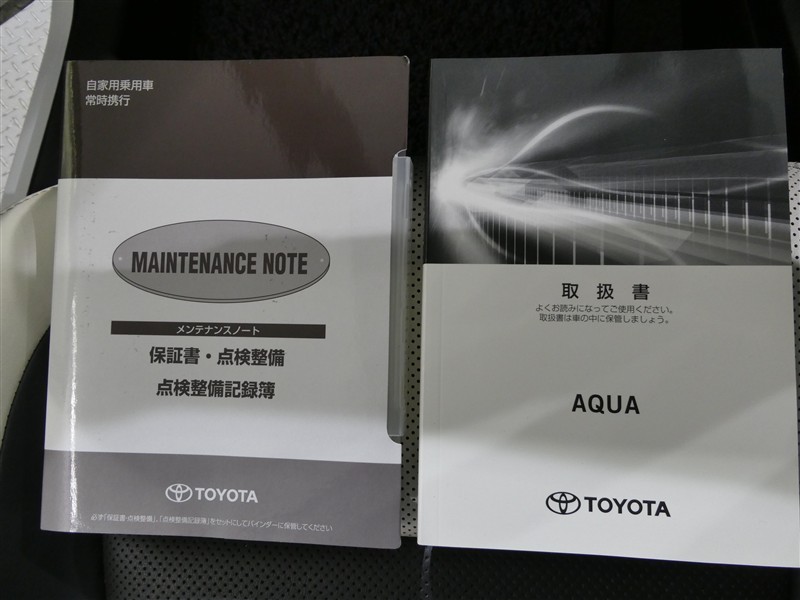 自家用乗用車
常時携行
MAINTENANCE NOTE
メンテナンスノート
保証書・点検整備
点検整備記録簿
TOYOTA
必ず「保証書・点検整備」、「点検整備記録簿」をセットにしてバインダーに保管してください
取扱書
よくお読みになってご使用ください。
取扱書は車の中に保管しましょう。
AQUA
TOYOTA